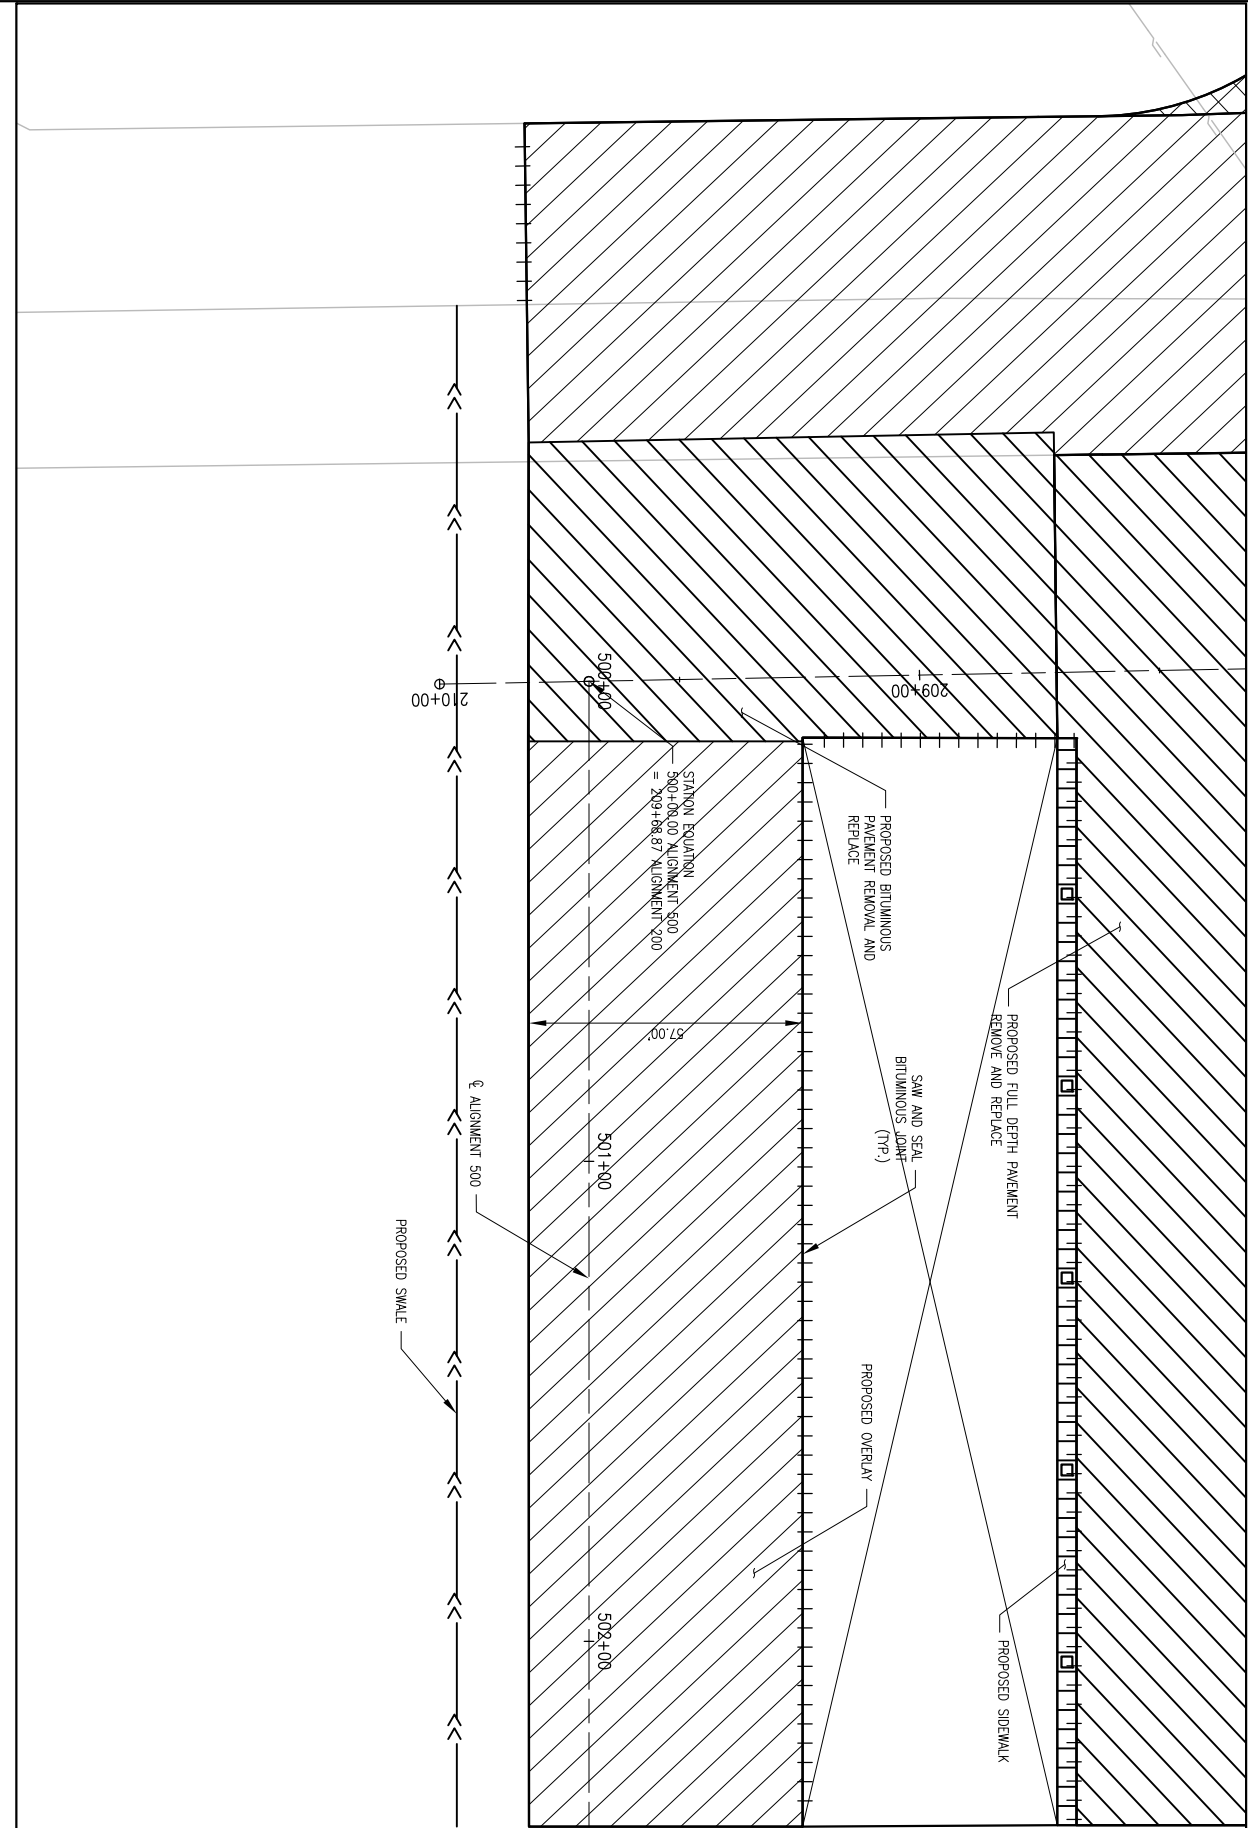 210+00
209+00
500+00
STATION EQUATION
500+00.00 ALIGNMENT 500
= 209+68.87 ALIGNMENT 200
PROPOSED BITUMINOUS
PAVEMENT REMOVAL AND
REPLACE
PROPOSED FULL DEPTH PAVEMENT
REMOVE AND REPLACE
57.00'
SAW AND SEAL
BITUMINOUS JOINT
(TYP.)
℄ ALIGNMENT 500
501+00
PROPOSED SWALE
PROPOSED OVERLAY
502+00
PROPOSED SIDEWALK